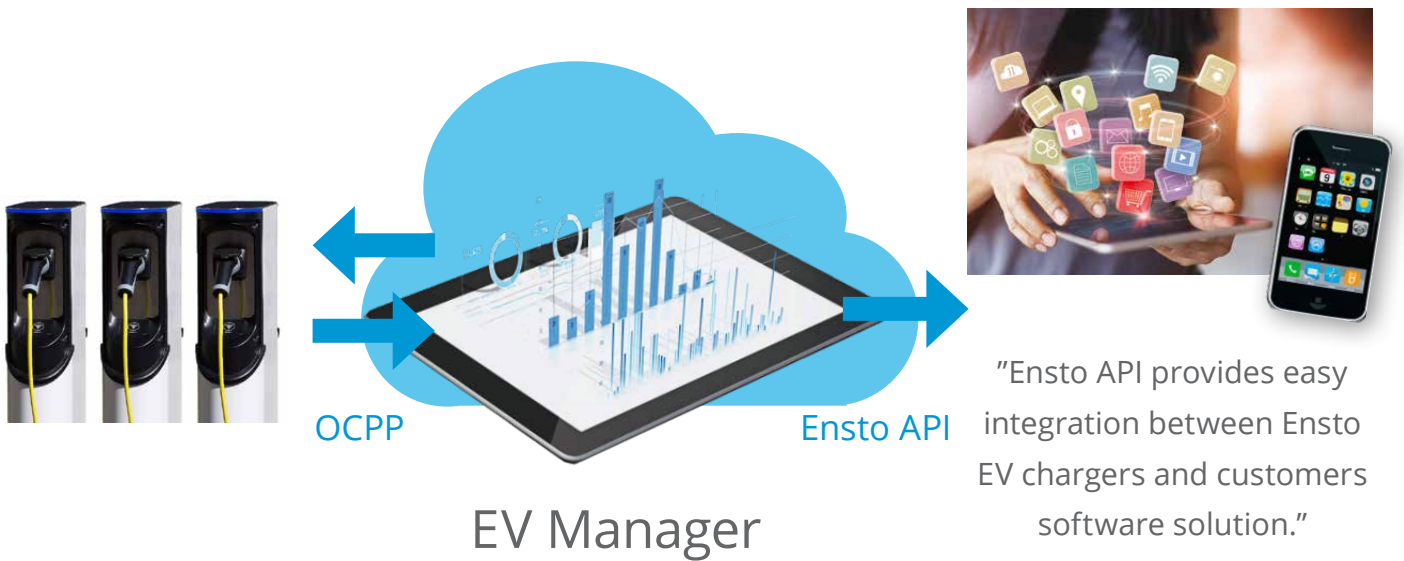 OCPP
Ensto API
EV Manager
”Ensto API provides easy
integration between Ensto
EV chargers and customers
software solution.”